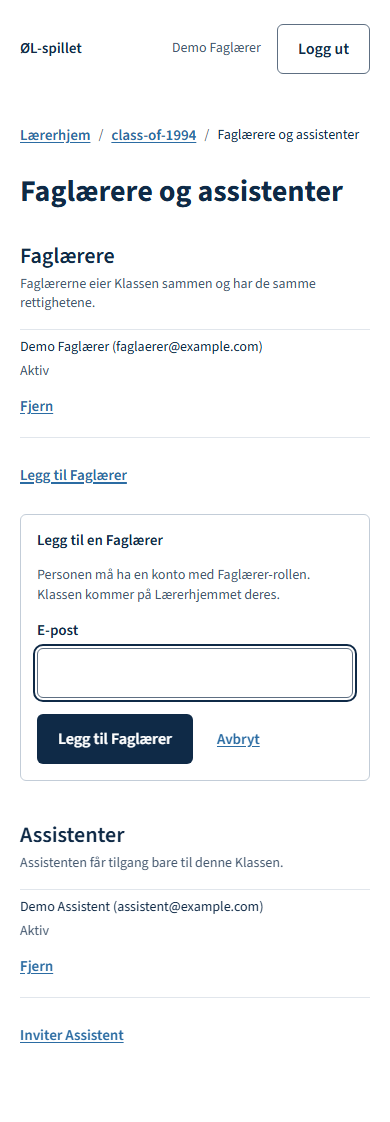 ØL-spillet
Demo Faglærer
Logg ut
Lærerhjem / class-of-1994 / Faglærere og assistenter
Faglærere og assistenter
Faglærere
Faglærerne eier Klassen sammen og har de samme
rettighetene.
Demo Faglærer (faglaerer@example.com)
Aktiv
Fjern
Legg til Faglærer
Legg til en Faglærer
Personen må ha en konto med Faglærer-rollen.
Klassen kommer på Lærerhjemmet deres.
E-post
Legg til Faglærer
Avbryt
Assistenter
Assistenten får tilgang bare til denne Klassen.
Demo Assistent (assistent@example.com)
Aktiv
Fjern
Inviter Assistent